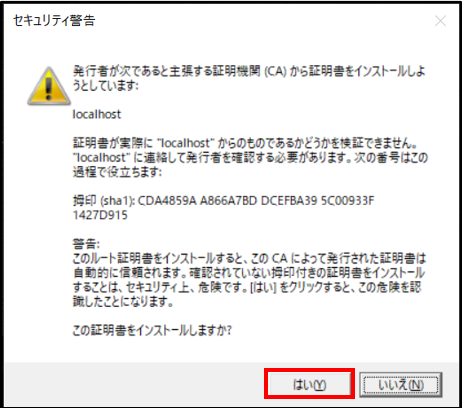 セキュリティ警告
発行者が次であると主張する証明機関 (CA) から証明書をインストールしよ
うとしています:
localhost
証明書が実際に "localhost" からのものであるかどうかを検証できません。
"localhost" に連絡して発行者を確認する必要があります。次の番号はこの
過程で役立ちます:
拇印 (sha1): CDA4859A A866A7BD DCEFBA39 5C00933F
1427D915
警告:
このルート証明書をインストールすると、この CA によって発行された証明書は
自動的に信頼されます。確認されていない拇印付きの証明書をインストール
することは、セキュリティ上、危険です。[はい] をクリックすると、この危険を認
識したことになります。
この証明書をインストールしますか?
はい(Y)
いいえ(N)